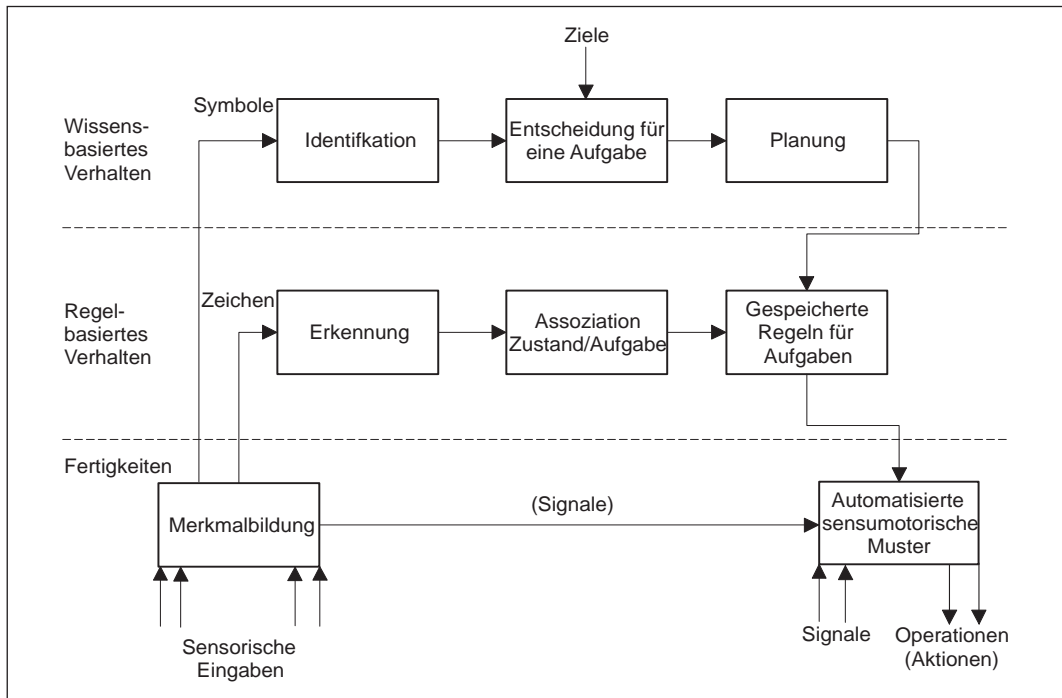 Ziele
Symbole
Wissens-
basiertes
Verhalten
Identifkation
Entscheidung für
eine Aufgabe
Planung
Zeichen
Regel-
basiertes
Verhalten
Erkennung
Assoziation
Zustand/Aufgabe
Gespeicherte
Regeln für
Aufgaben
Fertigkeiten
Merkmalbildung
(Signale)
Automatisierte
sensumotorische
Muster
Sensorische
Eingaben
Signale
Operationen
(Aktionen)